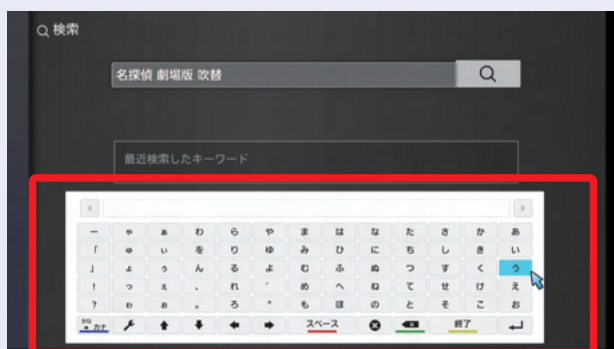 検索
名探偵 劇場版 吹替
最近検索したキーワード
ー ゃ ぁ わ ら や ま は な た さ か あ
「 ゅ ぃ を り ゆ み ひ に ち し き い
」 ょ ぅ ん る よ む ふ ぬ つ す く う
! っ ぇ 、 れ ゛ め へ ね て せ け え
? ゎ ぉ 。 ろ ゜ も ほ の と そ こ お
かな カナ スペース 終了